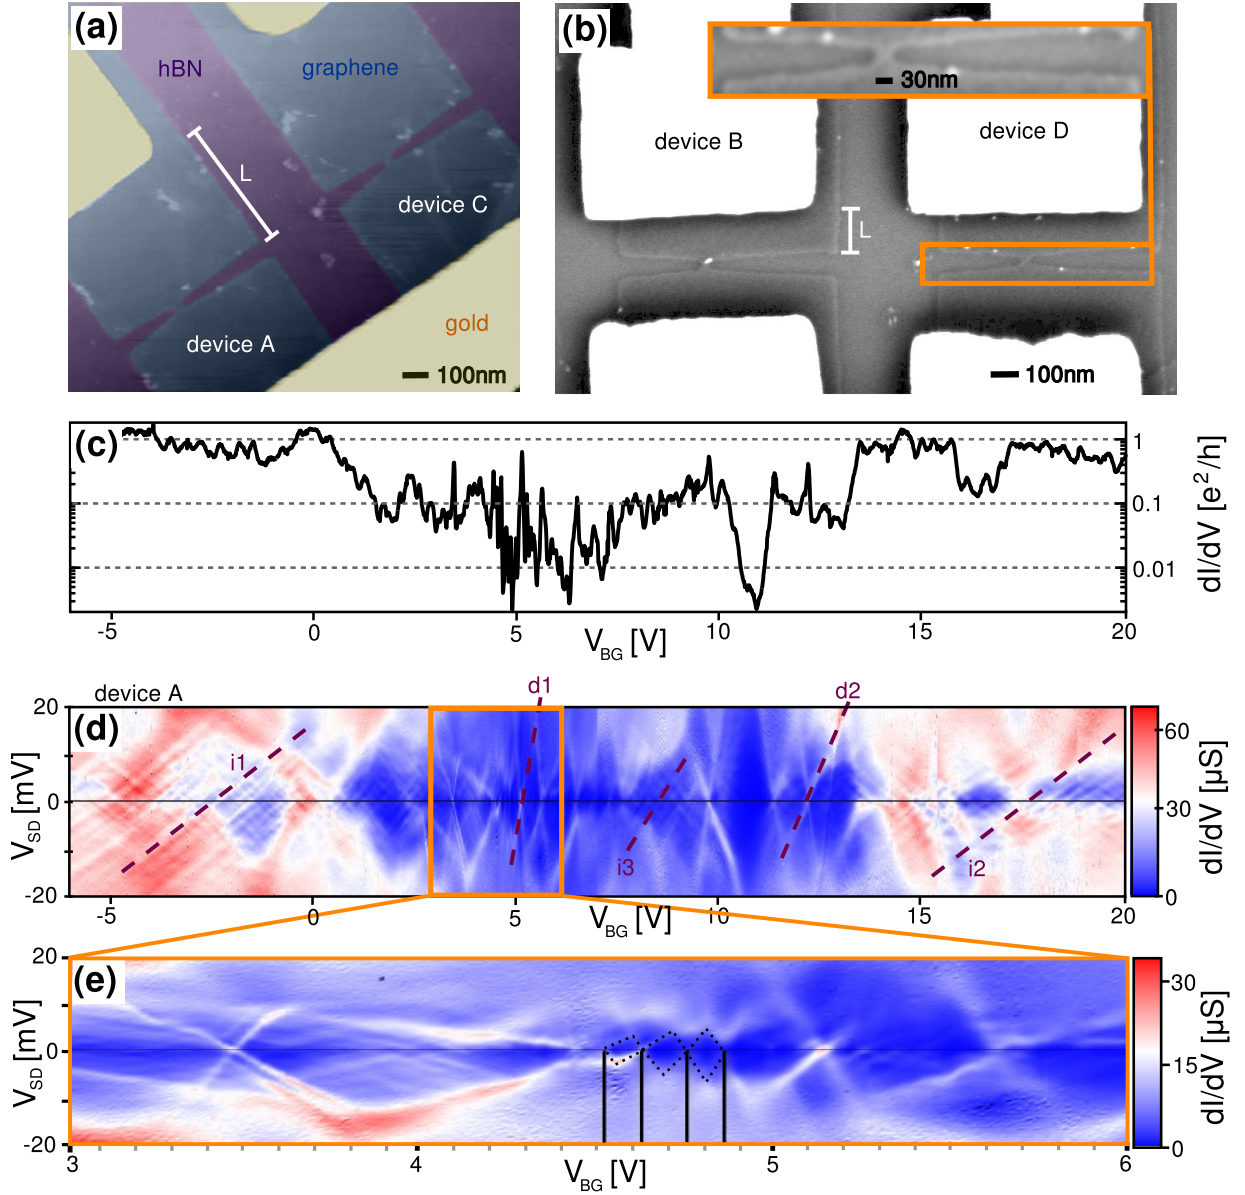 (a)
hBN
graphene
L
device C
device A
gold
100nm
(b)
30nm
device B
device D
L
100nm
(c)
1
0.1
0.01
dI/dV [e²/h]
-5 0 5 10 15 20
V_BG [V]
device A
d1
d2
(d)
20
0
-20
V_SD [mV]
i1
i3
i2
60
30
0
dI/dV [µS]
-5 0 5 10 15 20
V_BG [V]
(e)
20
0
-20
V_SD [mV]
30
15
0
dI/dV [µS]
3 4 5 6
V_BG [V]